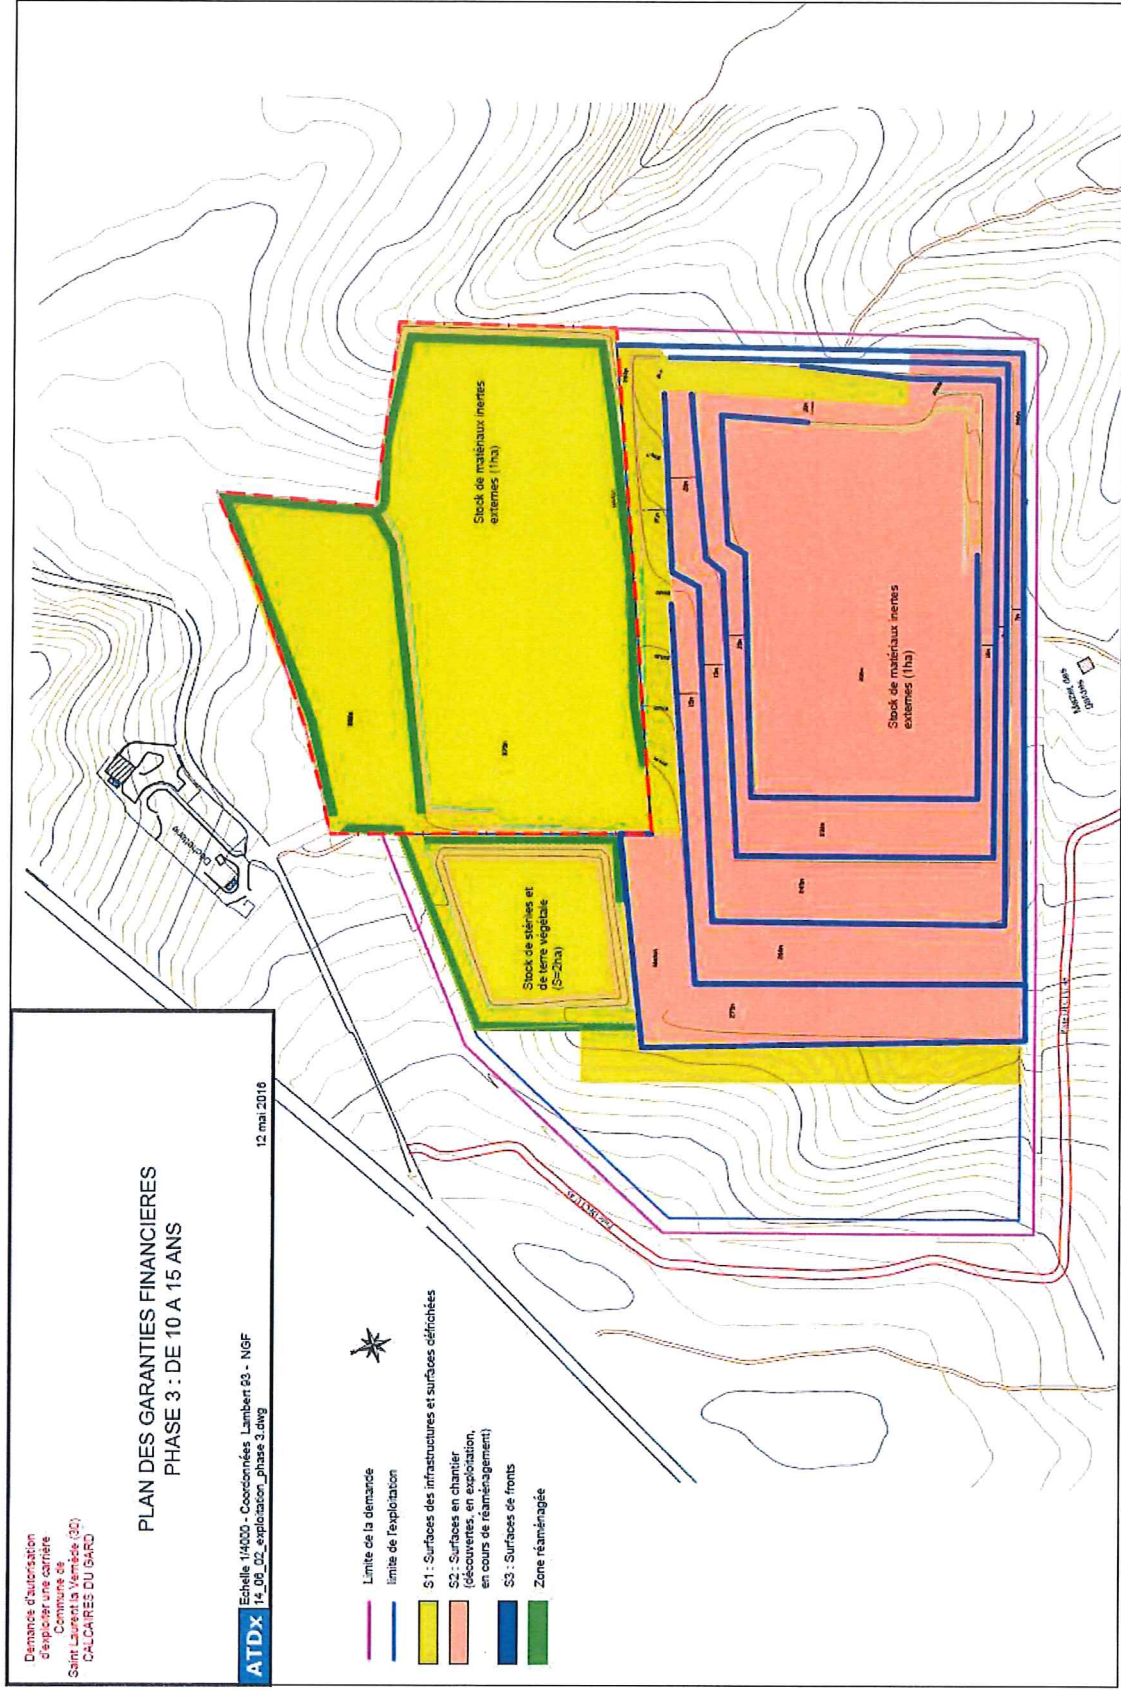 Demande d'autorisation
d'exploiter une carrière
Commune de
Saint Laurent la Vernède (30)
CALCAIRES DU GARD
PLAN DES GARANTIES FINANCIERES
PHASE 3 : DE 10 A 15 ANS
12 mai 2016
ATDx
Echelle 1/4000 - Coordonnées Lambert 93 - NGF
14_06_02_exploitation_phase 3.dwg
Limite de la demande
limite de l'exploitation
S1 : Surfaces des infrastructures et surfaces défrichées
S2 : Surfaces en chantier
(découvertes, en exploitation,
en cours de réaménagement)
S3 : Surfaces de fronts
Zone réaménagée
Déchetterie
Stock de matériaux inertes
externes (1ha)
Stock de stériles et
de terre végétale
(S=2ha)
Stock de matériaux inertes
externes (1ha)
Mazet des
gardes